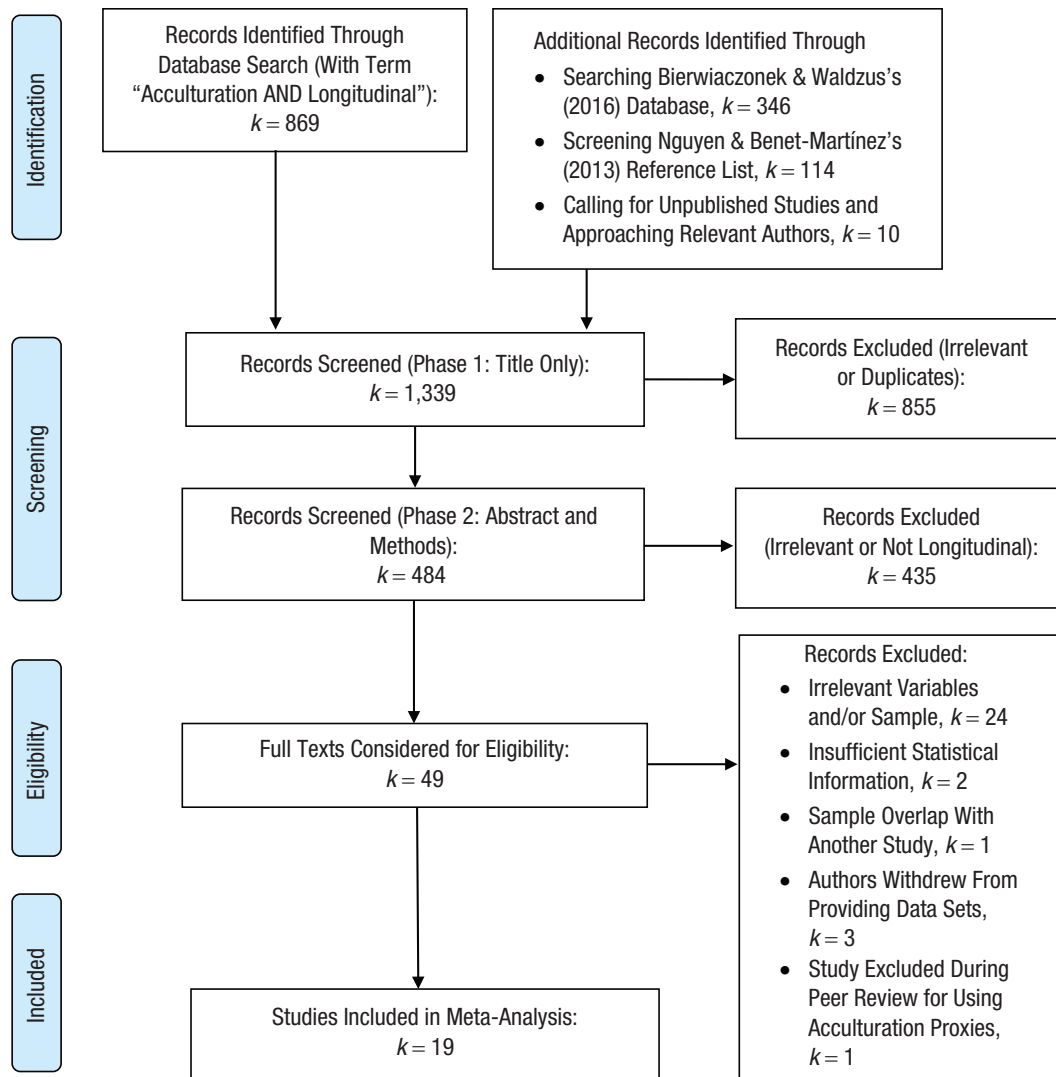 Identification
Records Identified Through
Database Search (With Term
“Acculturation AND Longitudinal”):
k = 869
Additional Records Identified Through
• Searching Bierwiaczonek & Waldzus’s
(2016) Database, k = 346
• Screening Nguyen & Benet-Martínez’s
(2013) Reference List, k = 114
• Calling for Unpublished Studies and
Approaching Relevant Authors, k = 10
Screening
Records Screened (Phase 1: Title Only):
k = 1,339
Records Excluded (Irrelevant
or Duplicates):
k = 855
Records Screened (Phase 2: Abstract and
Methods):
k = 484
Records Excluded
(Irrelevant or Not Longitudinal):
k = 435
Eligibility
Full Texts Considered for Eligibility:
k = 49
Records Excluded:
• Irrelevant Variables
and/or Sample, k = 24
• Insufficient Statistical
Information, k = 2
• Sample Overlap With
Another Study, k = 1
• Authors Withdrew From
Providing Data Sets,
k = 3
• Study Excluded During
Peer Review for Using
Acculturation Proxies,
k = 1
Included
Studies Included in Meta-Analysis:
k = 19